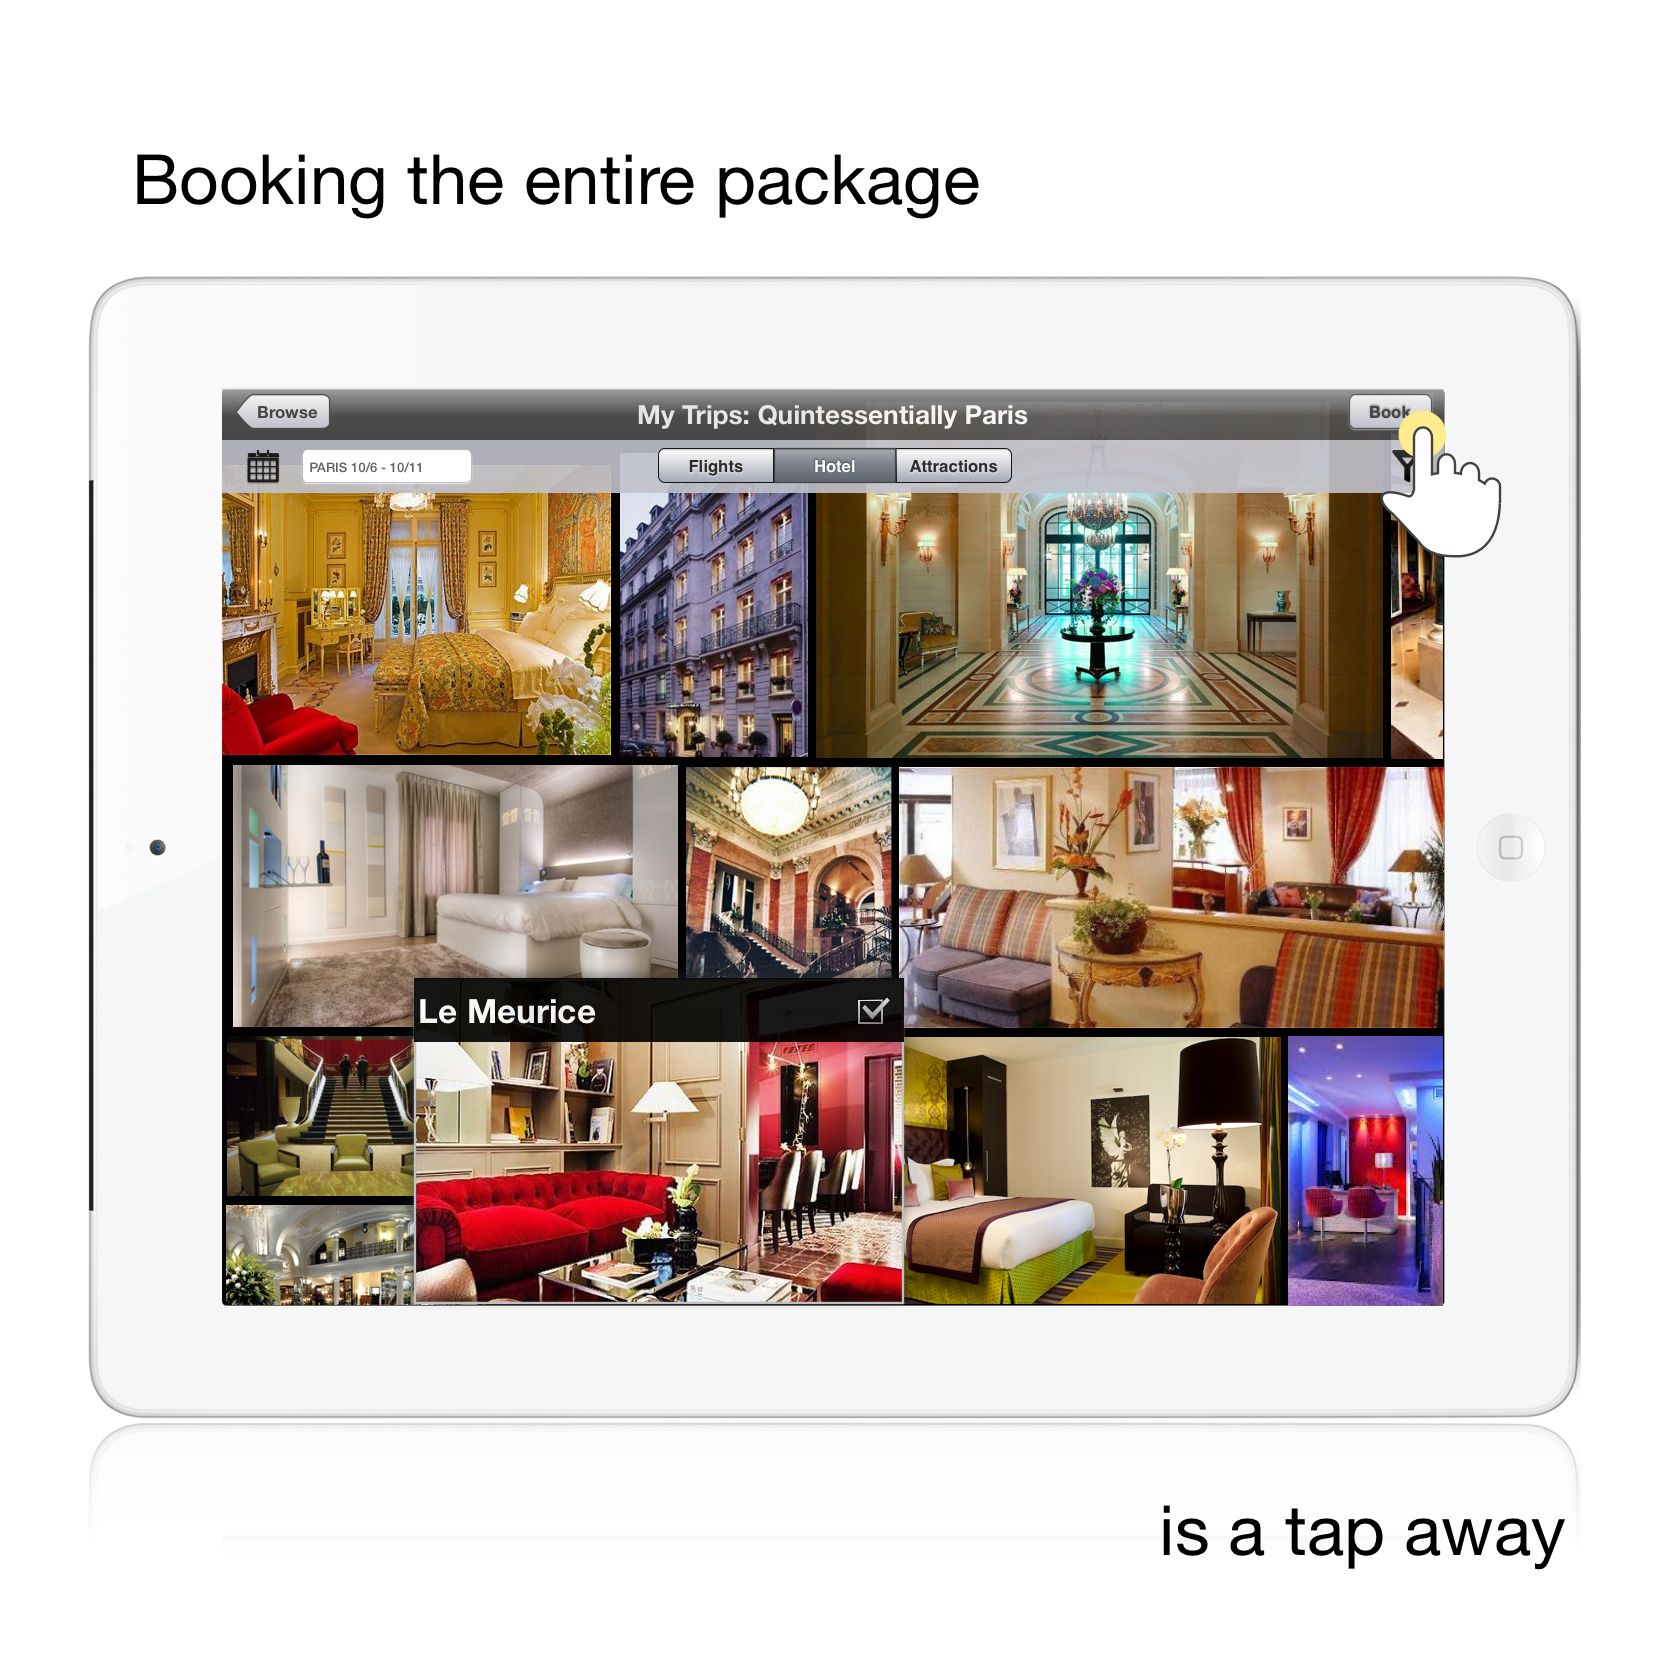 Booking the entire package
Browse
My Trips: Quintessentially Paris
Book
PARIS 10/6 - 10/11
Flights
Hotel
Attractions
Le Meurice
is a tap away